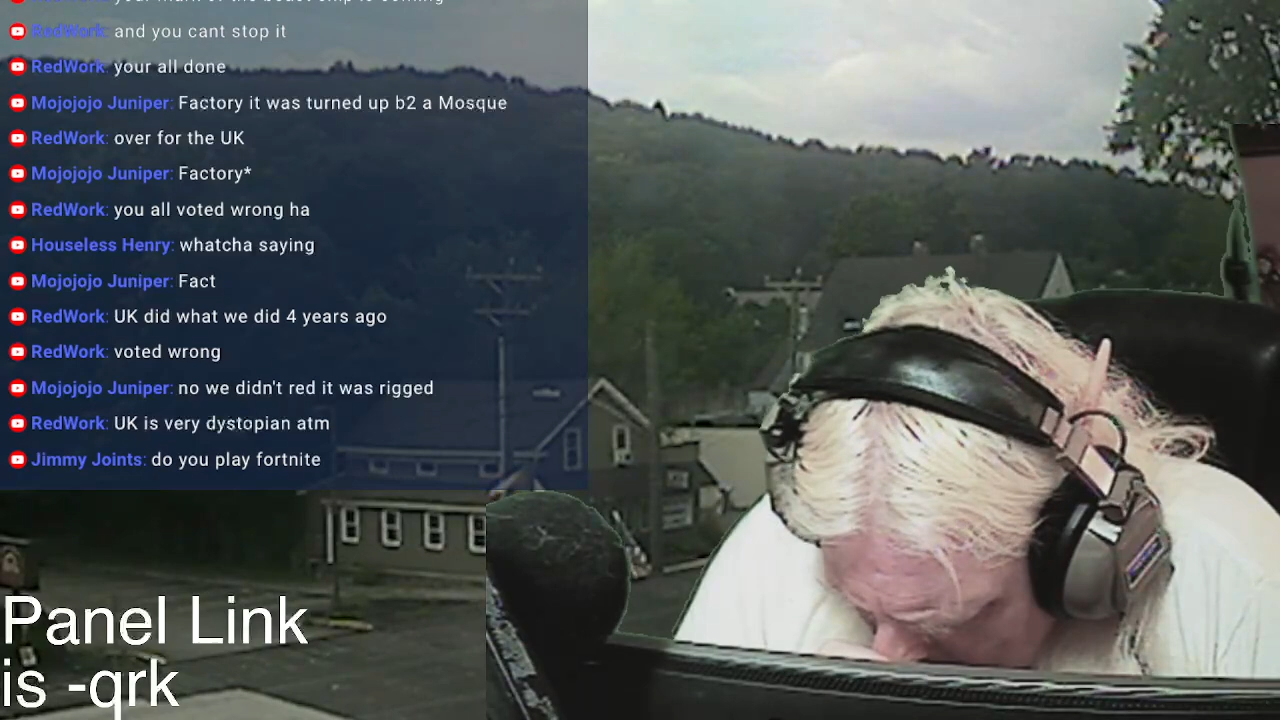 RedWork: and you cant stop it
RedWork: your all done
Mojojojo Juniper: Factory it was turned up b2 a Mosque
RedWork: over for the UK
Mojojojo Juniper: Factory*
RedWork: you all voted wrong ha
Houseless Henry: whatcha saying
Mojojojo Juniper: Fact
RedWork: UK did what we did 4 years ago
RedWork: voted wrong
Mojojojo Juniper: no we didn't red it was rigged
RedWork: UK is very dystopian atm
Jimmy Joints: do you play fortnite
Panel Link
is -qrk